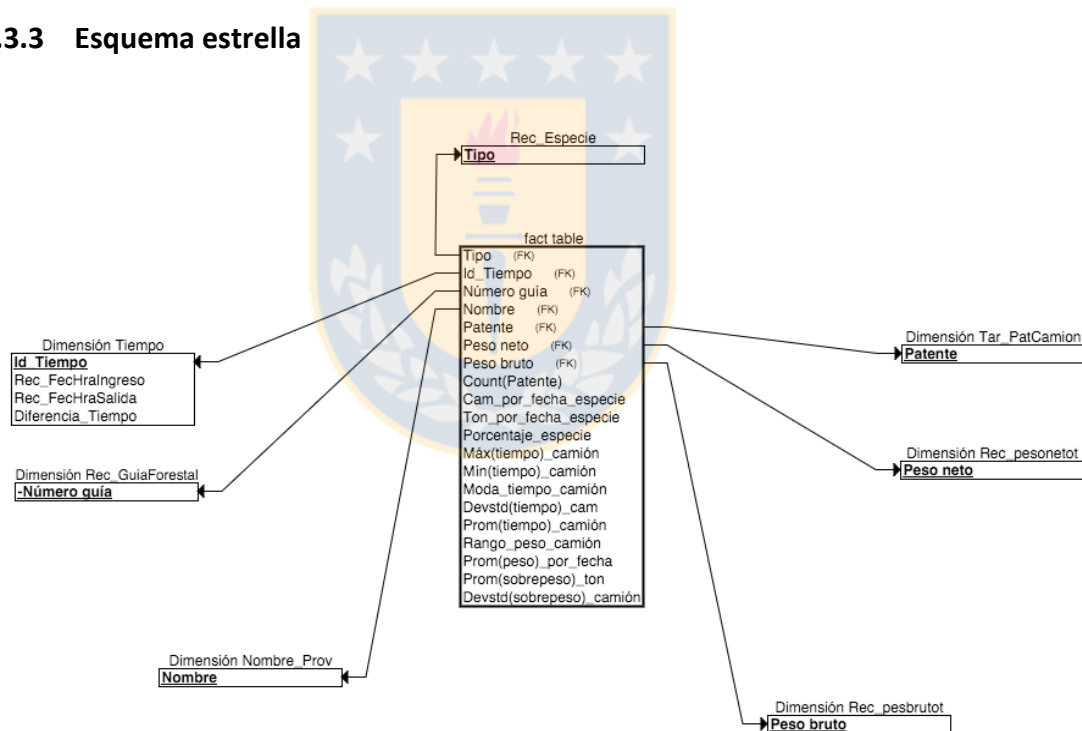 .3.3 Esquema estrella
Rec_Especie
Tipo
fact table
Tipo (FK)
Id_Tiempo (FK)
Número guía (FK)
Nombre (FK)
Patente (FK)
Peso neto (FK)
Peso bruto (FK)
Count(Patente)
Cam_por_fecha_especie
Ton_por_fecha_especie
Porcentaje_especie
Máx(tiempo)_camión
Mín(tiempo)_camión
Moda_tiempo_camión
Devstd(tiempo)_cam
Prom(tiempo)_camión
Rango_peso_camión
Prom(peso)_por_fecha
Prom(sobrepeso)_ton
Devstd(sobrepeso)_camión
Dimensión Tiempo
Id_Tiempo
Rec_FecHraIngreso
Rec_FecHraSalida
Diferencia_Tiempo
Dimensión Rec_GuiaForestal
-Número guía
Dimensión Nombre_Prov
Nombre
Dimensión Tar_PatCamion
Patente
Dimensión Rec_pesonetot
Peso neto
Dimensión Rec_pesbrutot
Peso bruto